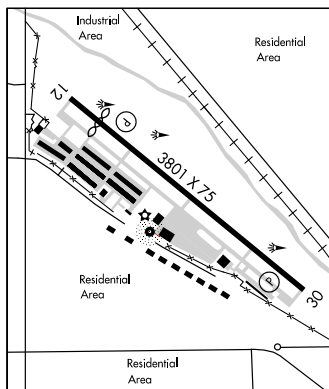 Industrial
Area
Residential
Area
12
P
3801 X 75
P
30
Residential
Area
Residential
Area